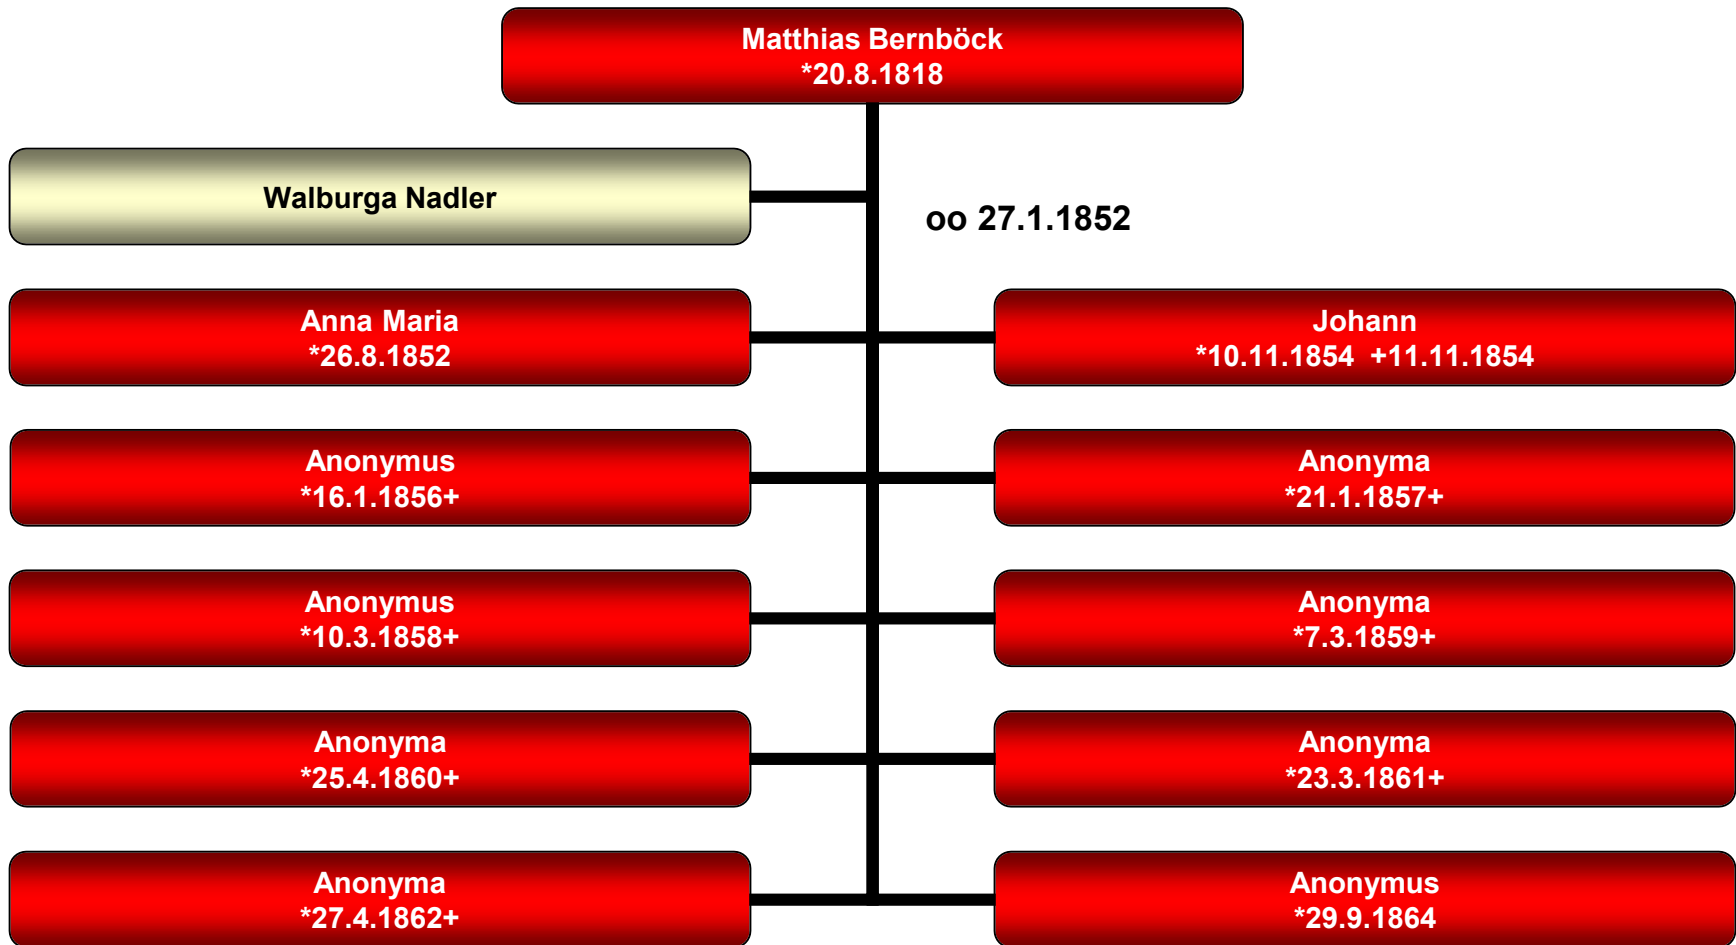 Matthias Bernböck
*20.8.1818
Walburga Nadler
oo 27.1.1852
Anna Maria
*26.8.1852
Johann
*10.11.1854  +11.11.1854
Anonymus
*16.1.1856+
Anonyma
*21.1.1857+
Anonymus
*10.3.1858+
Anonyma
*7.3.1859+
Anonyma
*25.4.1860+
Anonyma
*23.3.1861+
Anonyma
*27.4.1862+
Anonymus
*29.9.1864